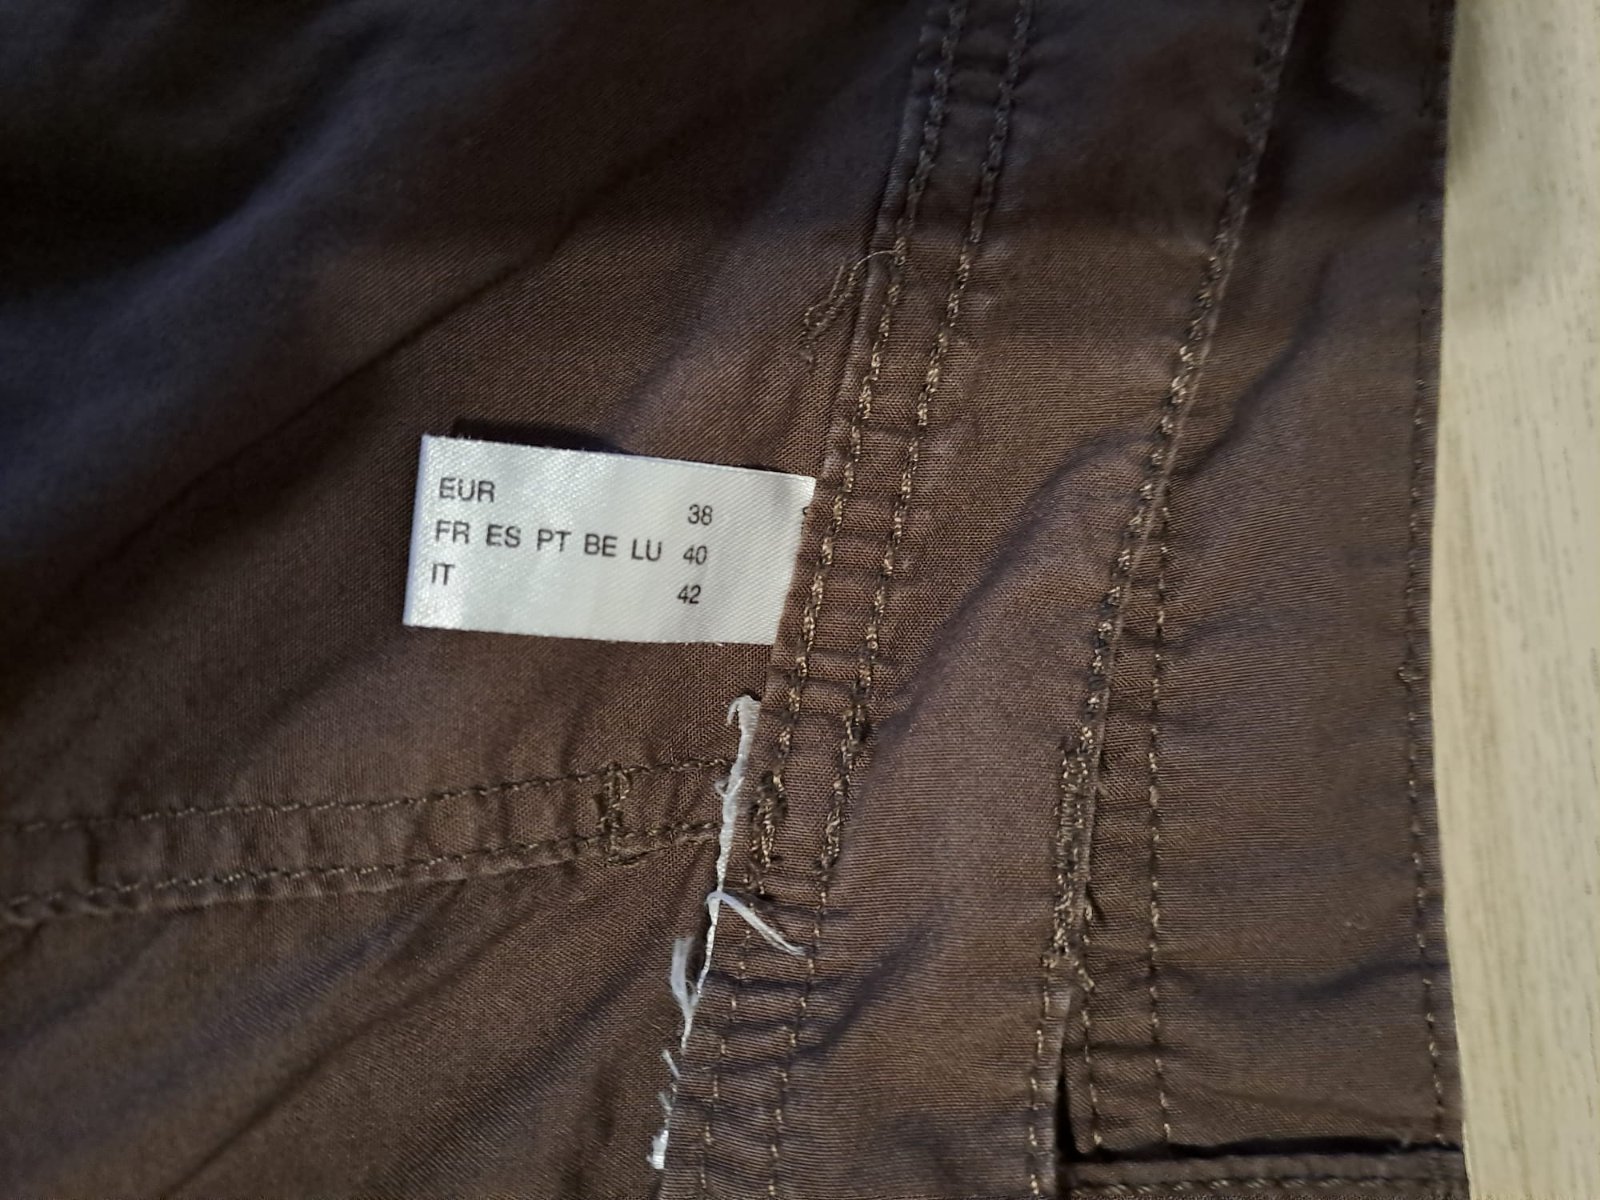 EUR 38
FR ES PT BE LU 40
IT 42